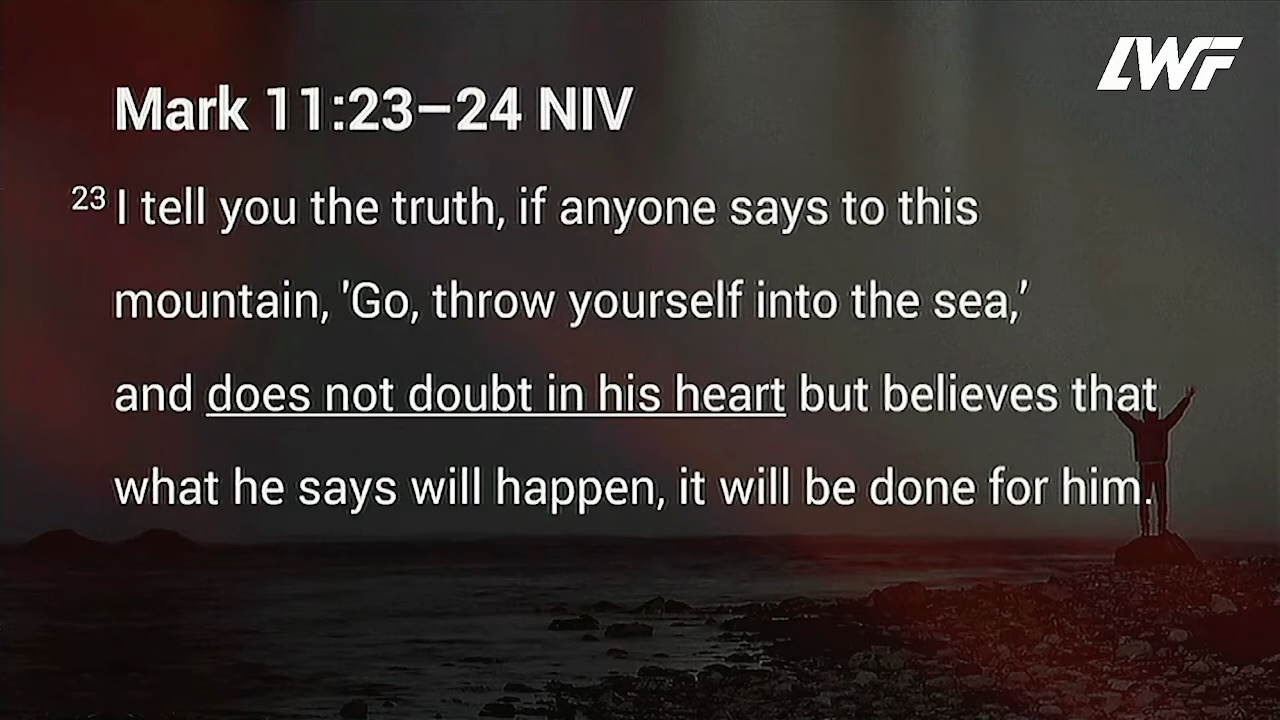 LWF
Mark 11:23–24 NIV
23 I tell you the truth, if anyone says to this
mountain, 'Go, throw yourself into the sea,'
and does not doubt in his heart but believes that
what he says will happen, it will be done for him.